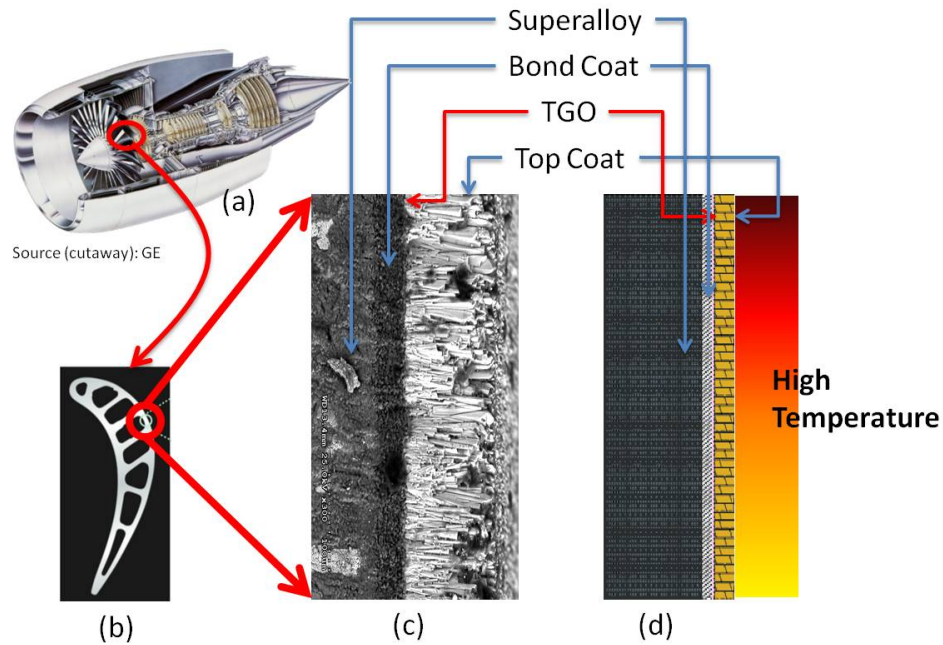 Superalloy
Bond Coat
TGO
Top Coat
(a)
Source (cutaway): GE
High
Temperature
(b)
(c)
(d)